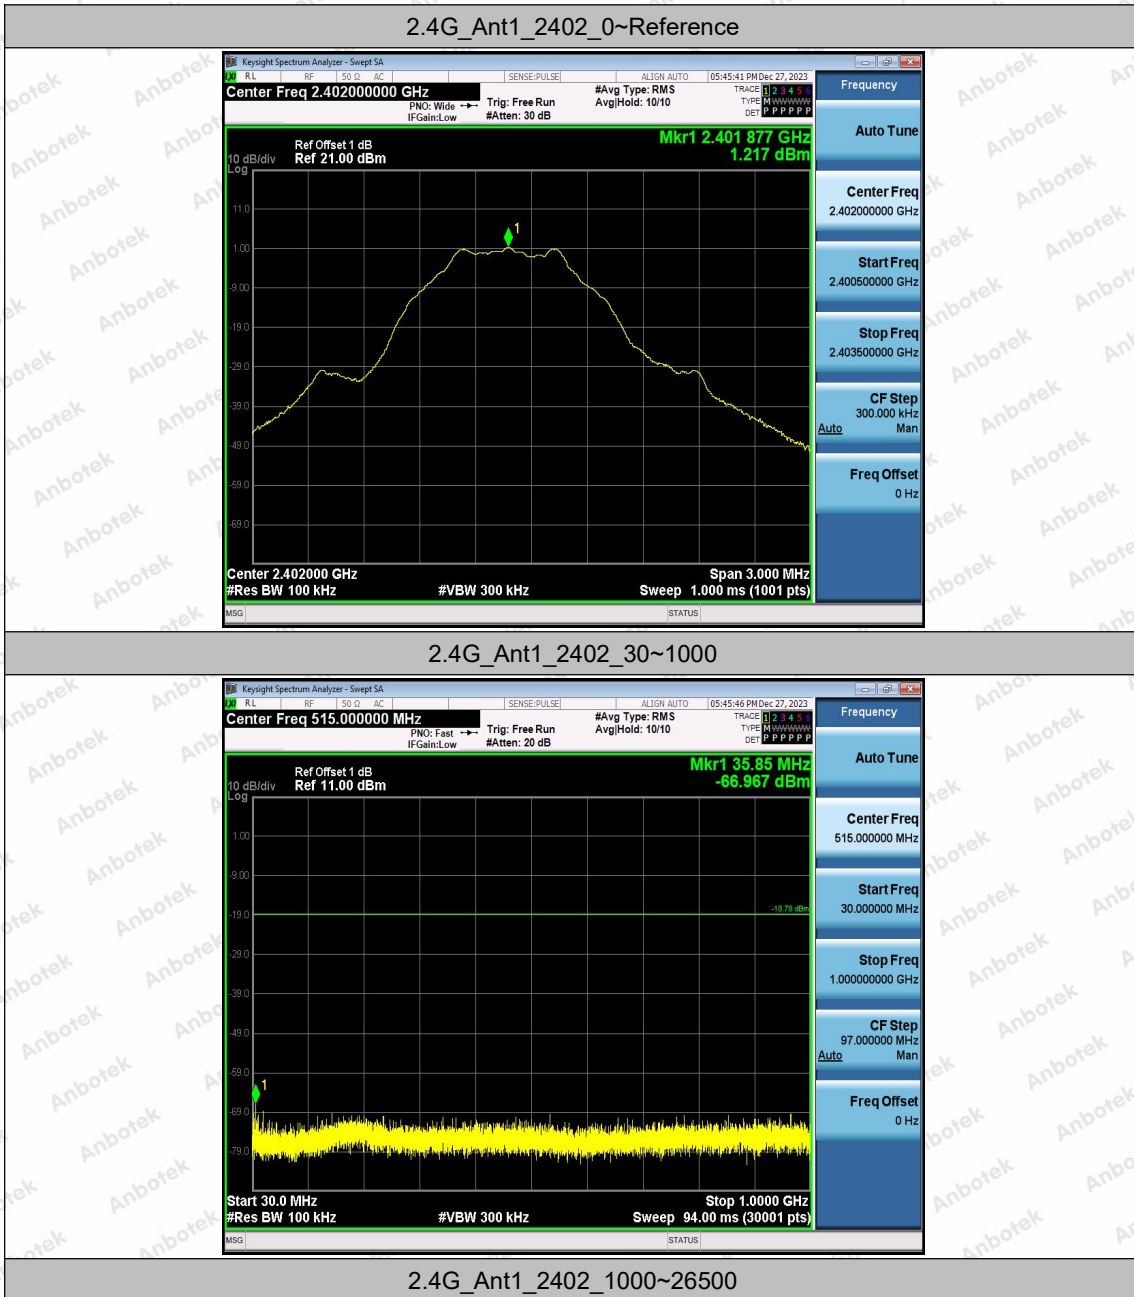 2.4G_Ant1_2402_0~Reference
Keysight Spectrum Analyzer - Swept SA
LXI RL RF 50 Ω AC SENSE:PULSE ALIGN AUTO 05:45:41 PM Dec 27, 2023
Center Freq 2.402000000 GHz
PNO: Wide
IFGain:Low
Trig: Free Run
#Atten: 30 dB
#Avg Type: RMS
Avg|Hold: 10/10
TRACE 1 2 3 4 5 6
TYPE M W W W W W
DET P P P P P P
Frequency
Auto Tune
Center Freq
2.402000000 GHz
Start Freq
2.400500000 GHz
Stop Freq
2.403500000 GHz
CF Step
300.000 kHz
Auto Man
Freq Offset
0 Hz
Mkr1 2.401 877 GHz
1.217 dBm
Ref Offset 1 dB
10 dB/div Ref 21.00 dBm
Log
11.0
1
1.00
-9.00
-19.0
-29.0
-39.0
-49.0
-59.0
-69.0
Center 2.402000 GHz Span 3.000 MHz
#Res BW 100 kHz #VBW 300 kHz Sweep 1.000 ms (1001 pts)
MSG STATUS
2.4G_Ant1_2402_30~1000
Keysight Spectrum Analyzer - Swept SA
LXI RL RF 50 Ω AC SENSE:PULSE ALIGN AUTO 05:45:46 PM Dec 27, 2023
Center Freq 515.000000 MHz
PNO: Fast
IFGain:Low
Trig: Free Run
#Atten: 20 dB
#Avg Type: RMS
Avg|Hold: 10/10
TRACE 1 2 3 4 5 6
TYPE M W W W W W
DET P P P P P P
Frequency
Auto Tune
Center Freq
515.000000 MHz
Start Freq
30.000000 MHz
Stop Freq
1.000000000 GHz
CF Step
97.000000 MHz
Auto Man
Freq Offset
0 Hz
Mkr1 35.85 MHz
-66.967 dBm
Ref Offset 1 dB
10 dB/div Ref 11.00 dBm
Log
1.00
-9.00
-18.78 dBm
-19.0
-29.0
-39.0
-49.0
-59.0
1
-69.0
-79.0
Start 30.0 MHz Stop 1.0000 GHz
#Res BW 100 kHz #VBW 300 kHz Sweep 94.00 ms (30001 pts)
MSG STATUS
2.4G_Ant1_2402_1000~26500
Anbotek